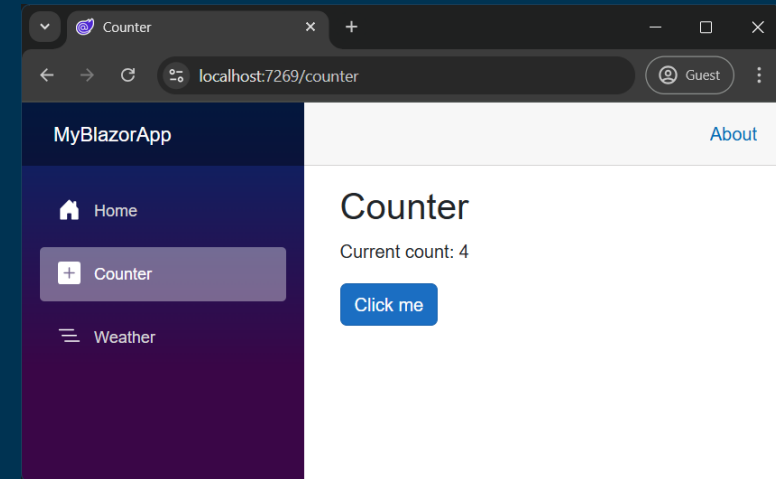 Counter
localhost:7269/counter
Guest
MyBlazorApp
About
Home
Counter
Weather
Counter
Current count: 4
Click me